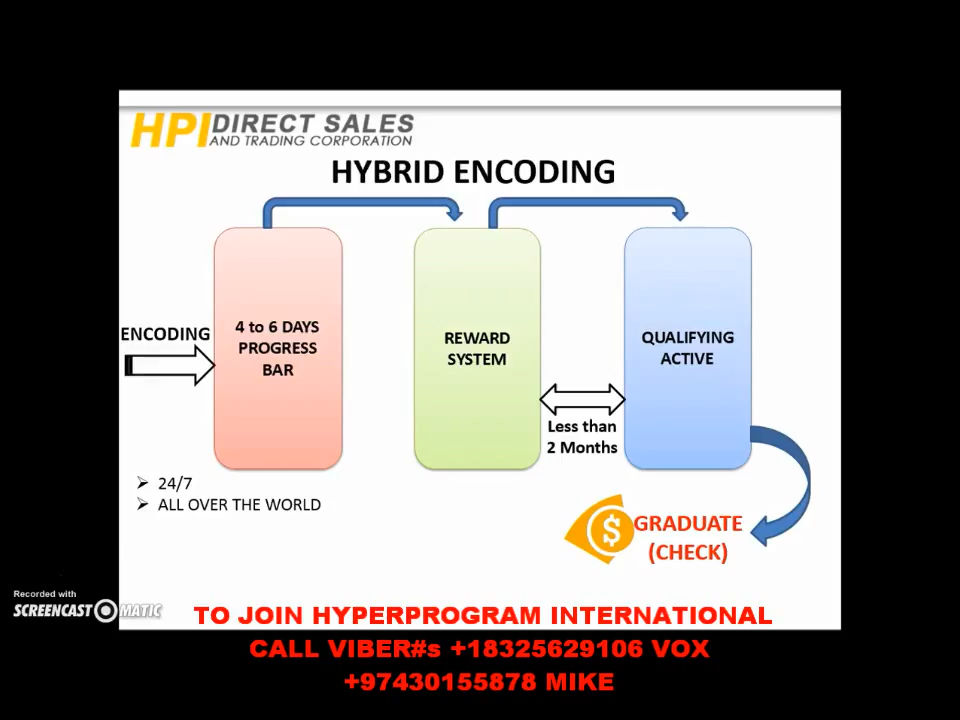 HPI DIRECT SALES
AND TRADING CORPORATION
HYBRID ENCODING
ENCODING
4 to 6 DAYS
PROGRESS
BAR
REWARD
SYSTEM
QUALIFYING
ACTIVE
Less than
2 Months
24/7
ALL OVER THE WORLD
$
GRADUATE
(CHECK)
Recorded with
SCREENCAST-O-MATIC
TO JOIN HYPERPROGRAM INTERNATIONAL
CALL VIBER#s +18325629106 VOX
+97430155878 MIKE